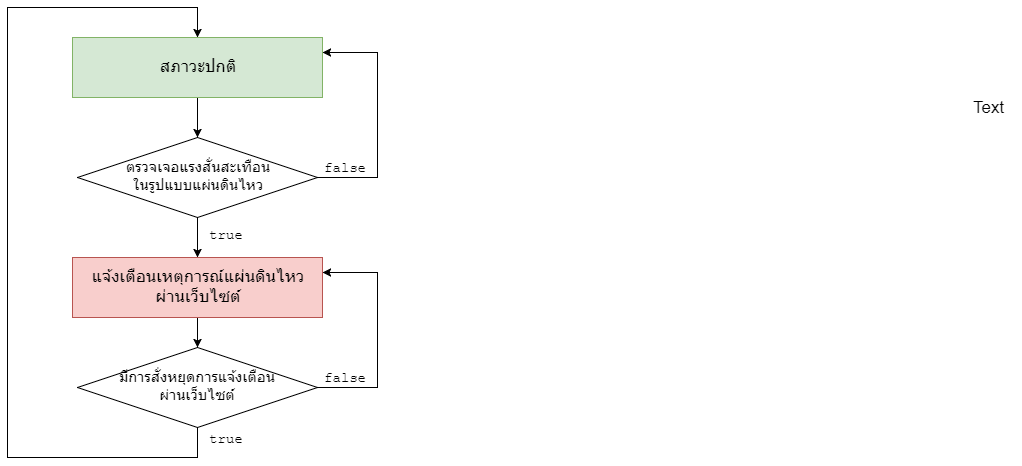 สภาวะปกติ
Text
ตรวจเจอแรงสั่นสะเทือน
ในรูปแบบแผ่นดินไหว
false
true
แจ้งเตือนเหตุการณ์แผ่นดินไหว
ผ่านเว็บไซต์
มีการสั่งหยุดการแจ้งเตือน
ผ่านเว็บไซต์
false
true